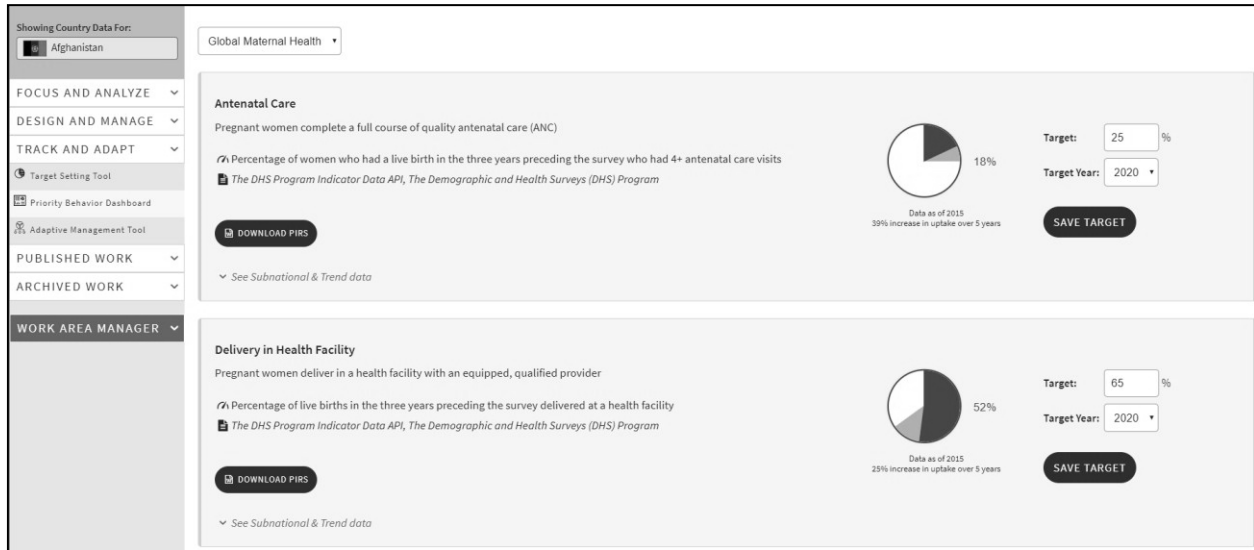 Showing Country Data For:
Afghanistan
FOCUS AND ANALYZE
DESIGN AND MANAGE
TRACK AND ADAPT
Target Setting Tool
Priority Behavior Dashboard
Adaptive Management Tool
PUBLISHED WORK
ARCHIVED WORK
WORK AREA MANAGER
Global Maternal Health
Antenatal Care
Pregnant women complete a full course of quality antenatal care (ANC)
Percentage of women who had a live birth in the three years preceding the survey who had 4+ antenatal care visits
The DHS Program Indicator Data API, The Demographic and Health Surveys (DHS) Program
DOWNLOAD PIRS
See Subnational & Trend data
18%
Data as of 2015
39% increase in uptake over 5 years
Target: 25 %
Target Year: 2020
SAVE TARGET
Delivery in Health Facility
Pregnant women deliver in a health facility with an equipped, qualified provider
Percentage of live births in the three years preceding the survey delivered at a health facility
The DHS Program Indicator Data API, The Demographic and Health Surveys (DHS) Program
DOWNLOAD PIRS
See Subnational & Trend data
52%
Data as of 2015
25% increase in uptake over 5 years
Target: 65 %
Target Year: 2020
SAVE TARGET